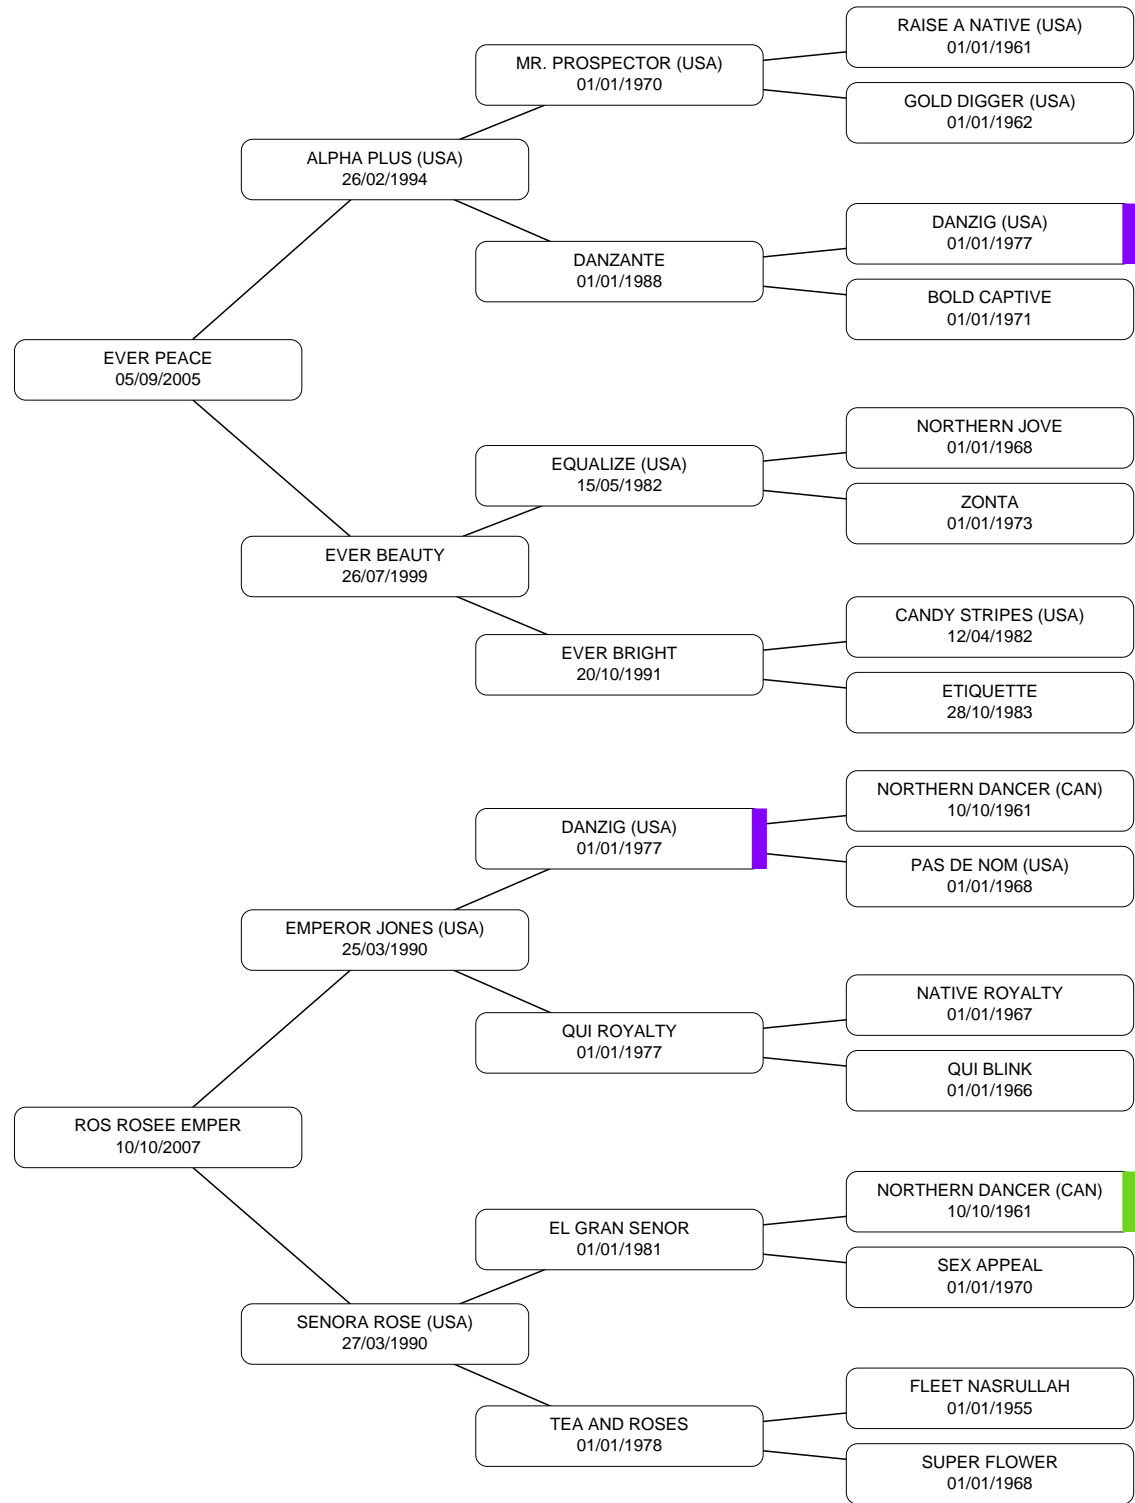 RAISE A NATIVE (USA)
01/01/1961
MR. PROSPECTOR (USA)
01/01/1970
GOLD DIGGER (USA)
01/01/1962
ALPHA PLUS (USA)
26/02/1994
DANZIG (USA)
01/01/1977
DANZANTE
01/01/1988
BOLD CAPTIVE
01/01/1971
EVER PEACE
05/09/2005
NORTHERN JOVE
01/01/1968
EQUALIZE (USA)
15/05/1982
ZONTA
01/01/1973
EVER BEAUTY
26/07/1999
CANDY STRIPES (USA)
12/04/1982
EVER BRIGHT
20/10/1991
ETIQUETTE
28/10/1983
NORTHERN DANCER (CAN)
10/10/1961
DANZIG (USA)
01/01/1977
PAS DE NOM (USA)
01/01/1968
EMPEROR JONES (USA)
25/03/1990
NATIVE ROYALTY
01/01/1967
QUI ROYALTY
01/01/1977
QUI BLINK
01/01/1966
ROS ROSEE EMPER
10/10/2007
NORTHERN DANCER (CAN)
10/10/1961
EL GRAN SENOR
01/01/1981
SEX APPEAL
01/01/1970
SENORA ROSE (USA)
27/03/1990
FLEET NASRULLAH
01/01/1955
TEA AND ROSES
01/01/1978
SUPER FLOWER
01/01/1968